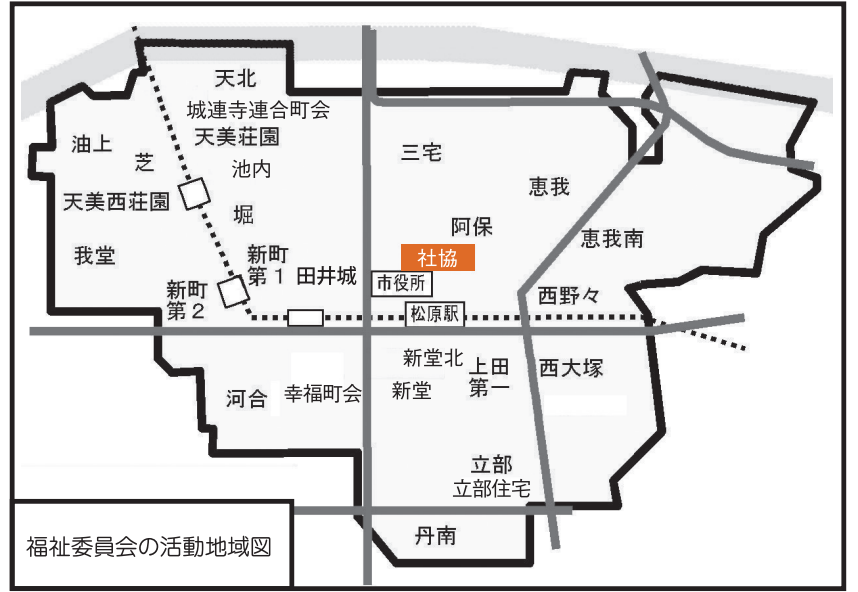 天北
城連寺連合町会
天美荘園
油上
芝
池内
三宅
天美西荘園
堀
恵我
阿保
恵我南
我堂
新町
第1
田井城
社協
市役所
新町
第2
西野々
松原駅
新堂北
上田
第一
西大塚
河合
幸福町会
新堂
立部
立部住宅
丹南
福祉委員会の活動地域図